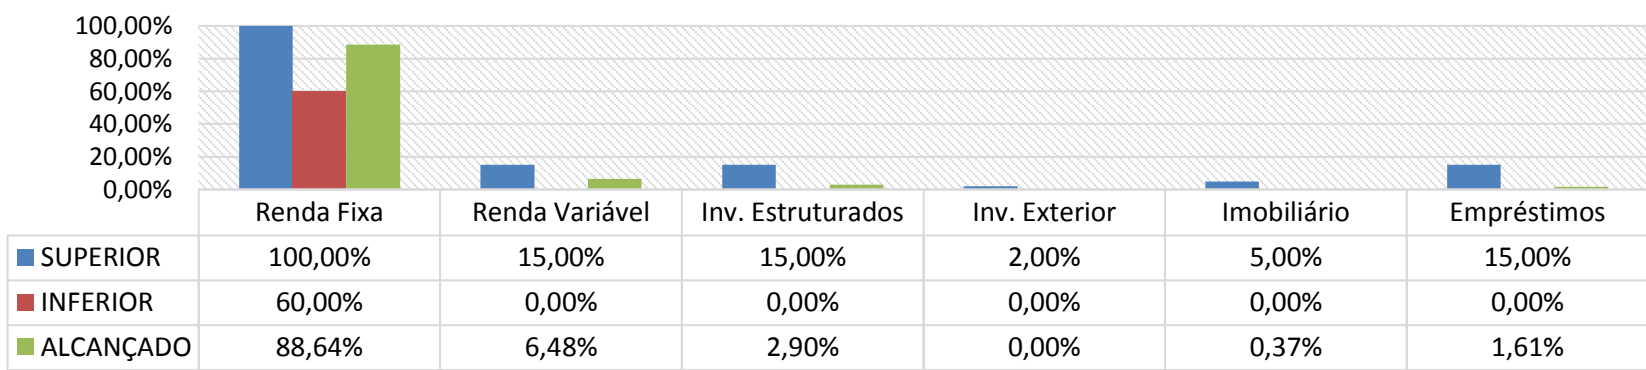 100,00%
80,00%
60,00%
40,00%
20,00%
0,00%
Renda Fixa Renda Variável Inv. Estruturados Inv. Exterior Imobiliário Empréstimos
SUPERIOR 100,00% 15,00% 15,00% 2,00% 5,00% 15,00%
INFERIOR 60,00% 0,00% 0,00% 0,00% 0,00% 0,00%
ALCANÇADO 88,64% 6,48% 2,90% 0,00% 0,37% 1,61%